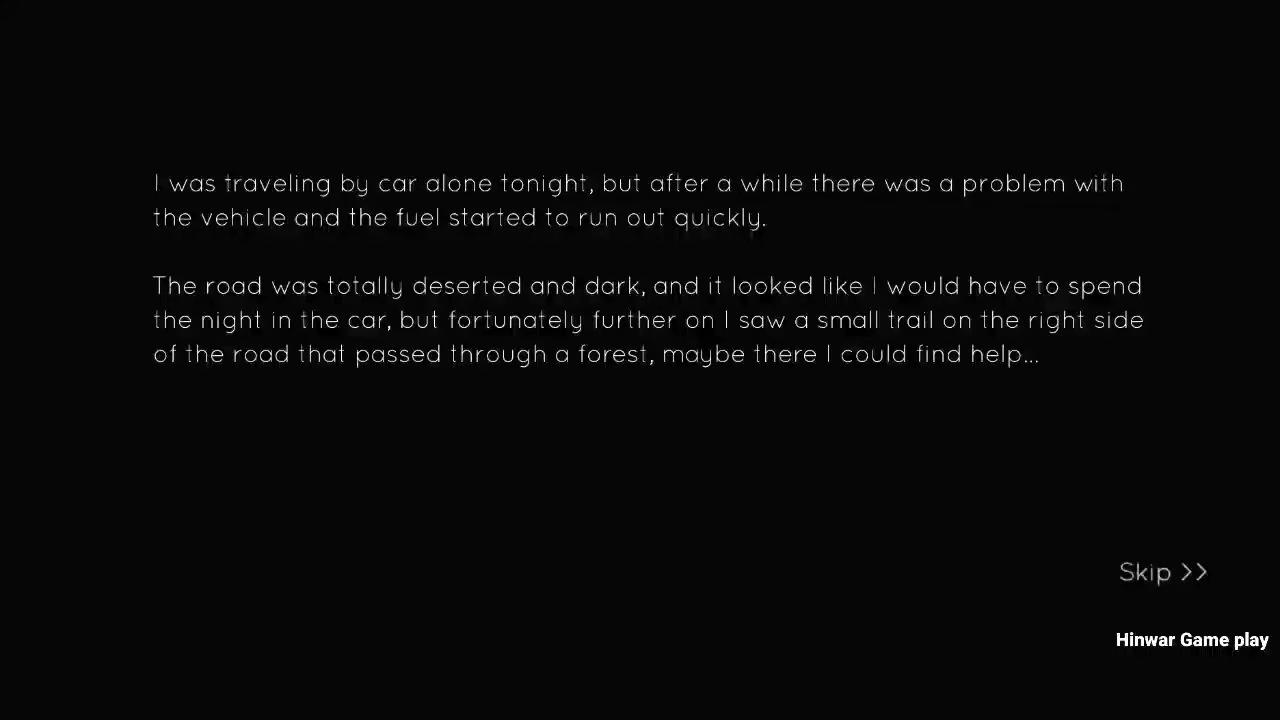 I was traveling by car alone tonight, but after a while there was a problem with
the vehicle and the fuel started to run out quickly.
The road was totally deserted and dark, and it looked like I would have to spend
the night in the car, but fortunately further on I saw a small trail on the right side
of the road that passed through a forest, maybe there I could find help...
Skip >>
Hinwar Game play